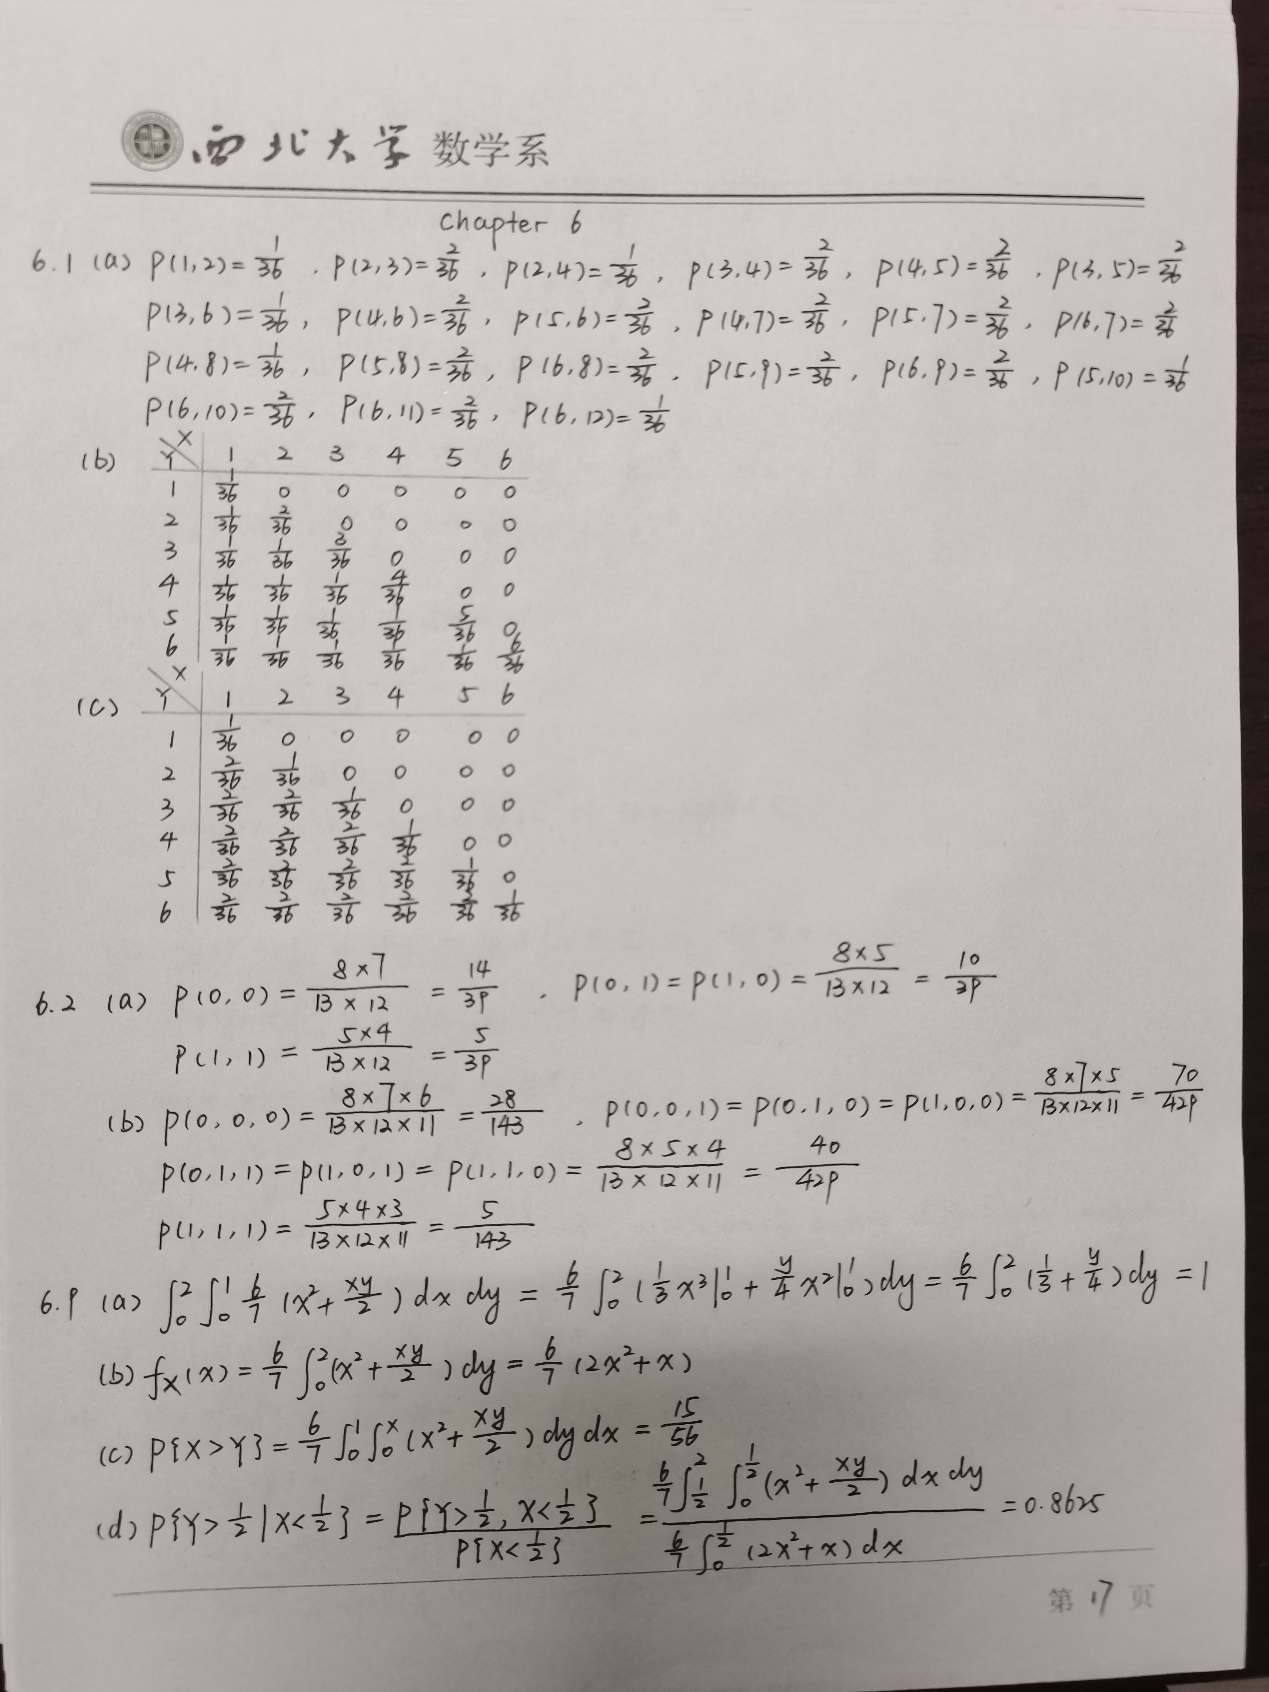 西北大学 数学系
Chapter 6
6.1 (a) P(1,2)=1/36 , P(2,3)=2/36 , P(2,4)=1/36 , P(3,4)=2/36 , P(4,5)=2/36 , P(3,5)=2/36
P(3,6)=1/36 , P(4,6)=2/36 , P(5,6)=2/36 , P(4,7)=2/36 , P(5,7)=2/36 , P(6,7)=2/36
P(4,8)=1/36 , P(5,8)=2/36 , P(6,8)=2/36 , P(5,9)=2/36 , P(6,9)=2/36 , P(5,10)=1/36
P(6,10)=2/36 , P(6,11)=2/36 , P(6,12)=1/36
(b) Y\X 1 2 3 4 5 6
1 1/36 0 0 0 0 0
2 1/36 2/36 0 0 0 0
3 1/36 1/36 3/36 0 0 0
4 1/36 1/36 1/36 4/36 0 0
5 1/36 1/36 1/36 1/36 5/36 0
6 1/36 1/36 1/36 1/36 1/36 6/36
(c) Y\X 1 2 3 4 5 6
1 1/36 0 0 0 0 0
2 2/36 1/36 0 0 0 0
3 2/36 2/36 1/36 0 0 0
4 2/36 2/36 2/36 1/36 0 0
5 2/36 2/36 2/36 2/36 1/36 0
6 2/36 2/36 2/36 2/36 2/36 1/36
6.2 (a) P(0,0) = 8×7/13×12 = 14/39 , P(0,1) = P(1,0) = 8×5/13×12 = 10/39
P(1,1) = 5×4/13×12 = 5/39
(b) P(0,0,0) = 8×7×6/13×12×11 = 28/143 , P(0,0,1) = P(0,1,0) = P(1,0,0) = 8×7×5/13×12×11 = 70/429
P(0,1,1) = P(1,0,1) = P(1,1,0) = 8×5×4/13×12×11 = 40/429
P(1,1,1) = 5×4×3/13×12×11 = 5/143
6.9 (a) ∫₀² ∫₀¹ 6/7 (x²+xy/2) dx dy = 6/7 ∫₀² (1/3 x³|₀¹ + y/4 x²|₀¹) dy = 6/7 ∫₀² (1/3 + y/4) dy = 1
(b) f_X(x) = 6/7 ∫₀² (x²+xy/2) dy = 6/7 (2x²+x)
(c) P{X>Y} = 6/7 ∫₀¹ ∫₀ˣ (x²+xy/2) dy dx = 15/56
(d) P{Y>1/2 | X<1/2} = P{Y>1/2, X<1/2} / P{X<1/2} = 6/7 ∫_{1/2}^{2} ∫_{0}^{1/2} (x²+xy/2) dx dy / 6/7 ∫_{0}^{1/2} (2x²+x) dx = 0.8625
第 17 页